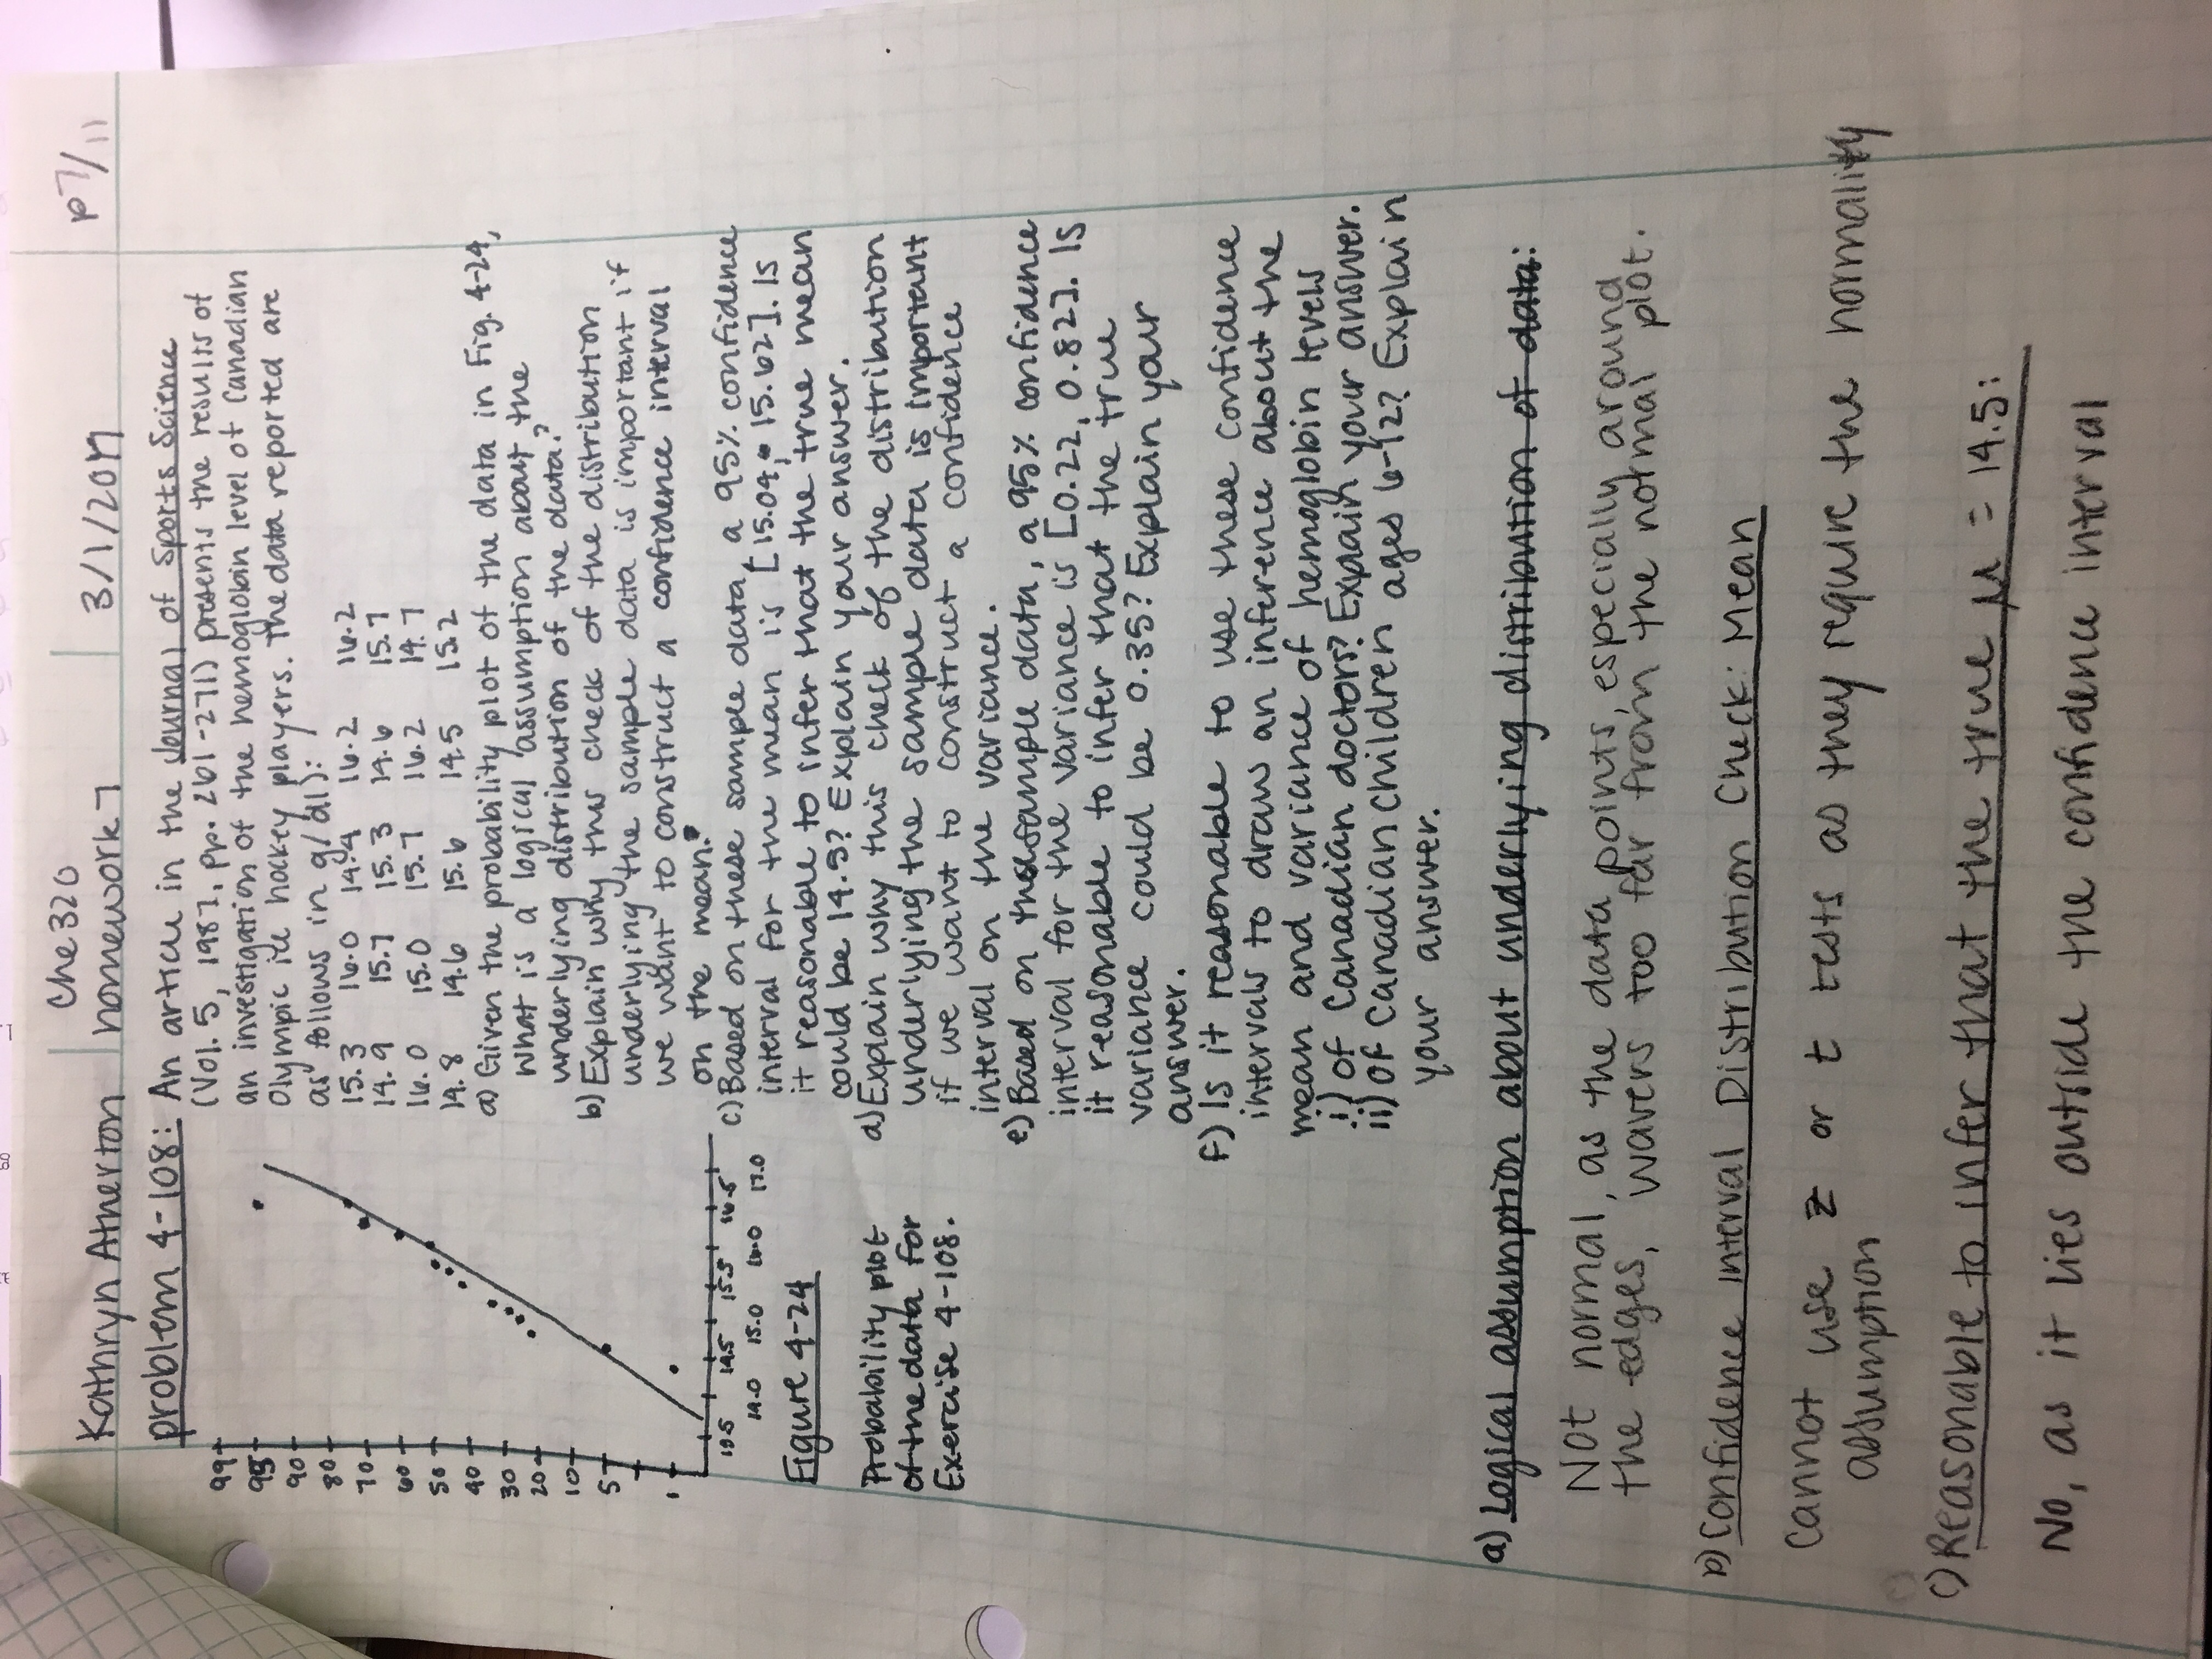 Che 320
Kathryn Atherton homework 7 3/1/2019 p7/11
problem 4-108: An article in the Journal of Sports Science
(Vol. 5, 1987, pp. 261-271) presents the results of
an investigation of the hemoglobin level of Canadian
Olympic ice hockey players. The data reported are
as follows in g/dl):
15.3 16.0 14.4 16.2 16.2
14.9 15.7 15.3 14.6 15.7
16.0 15.0 15.7 16.2 14.7
14.8 14.6 15.6 14.5 15.2
a) Given the probability plot of the data in Fig. 4-24,
what is a logical assumption about the
underlying distribution of the data?
b) Explain why this check of the distribution
underlying the sample data is important if
we want to construct a confidence interval
on the mean.
c) Based on these sample data, a 95% confidence
interval for the mean is [15.04, 15.62]. Is
it reasonable to infer that the true mean
could be 14.5? Explain your answer.
d) Explain why this check of the distribution
underlying the sample data is important
if we want to construct a confidence
interval on the variance.
e) Based on these sample data, a 95% confidence
interval for the variance is [0.22, 0.82]. Is
it reasonable to infer that the true
variance could be 0.35? Explain your
answer.
f) Is it reasonable to use these confidence
intervals to draw an inference about the
mean and variance of hemoglobin levels
i) of Canadian doctors? Explain your answer.
ii) of Canadian children ages 6-12? Explain
your answer.
99
95
90
80
70
60
50
40
30
20
10
5
1
13.5 14.5 15.5 16.5
14.0 15.0 16.0 17.0
Figure 4-24
Probability plot
of the data for
Exercise 4-108.
a) Logical assumption about underlying distribution of data:
Not normal, as the data points, especially around
the edges, wavers too far from the normal plot.
b) Confidence Interval Distribution Check: Mean
Cannot use z or t tests as they require the normality
assumption
c) Reasonable to infer that the true μ = 14.5:
No, as it lies outside the confidence interval